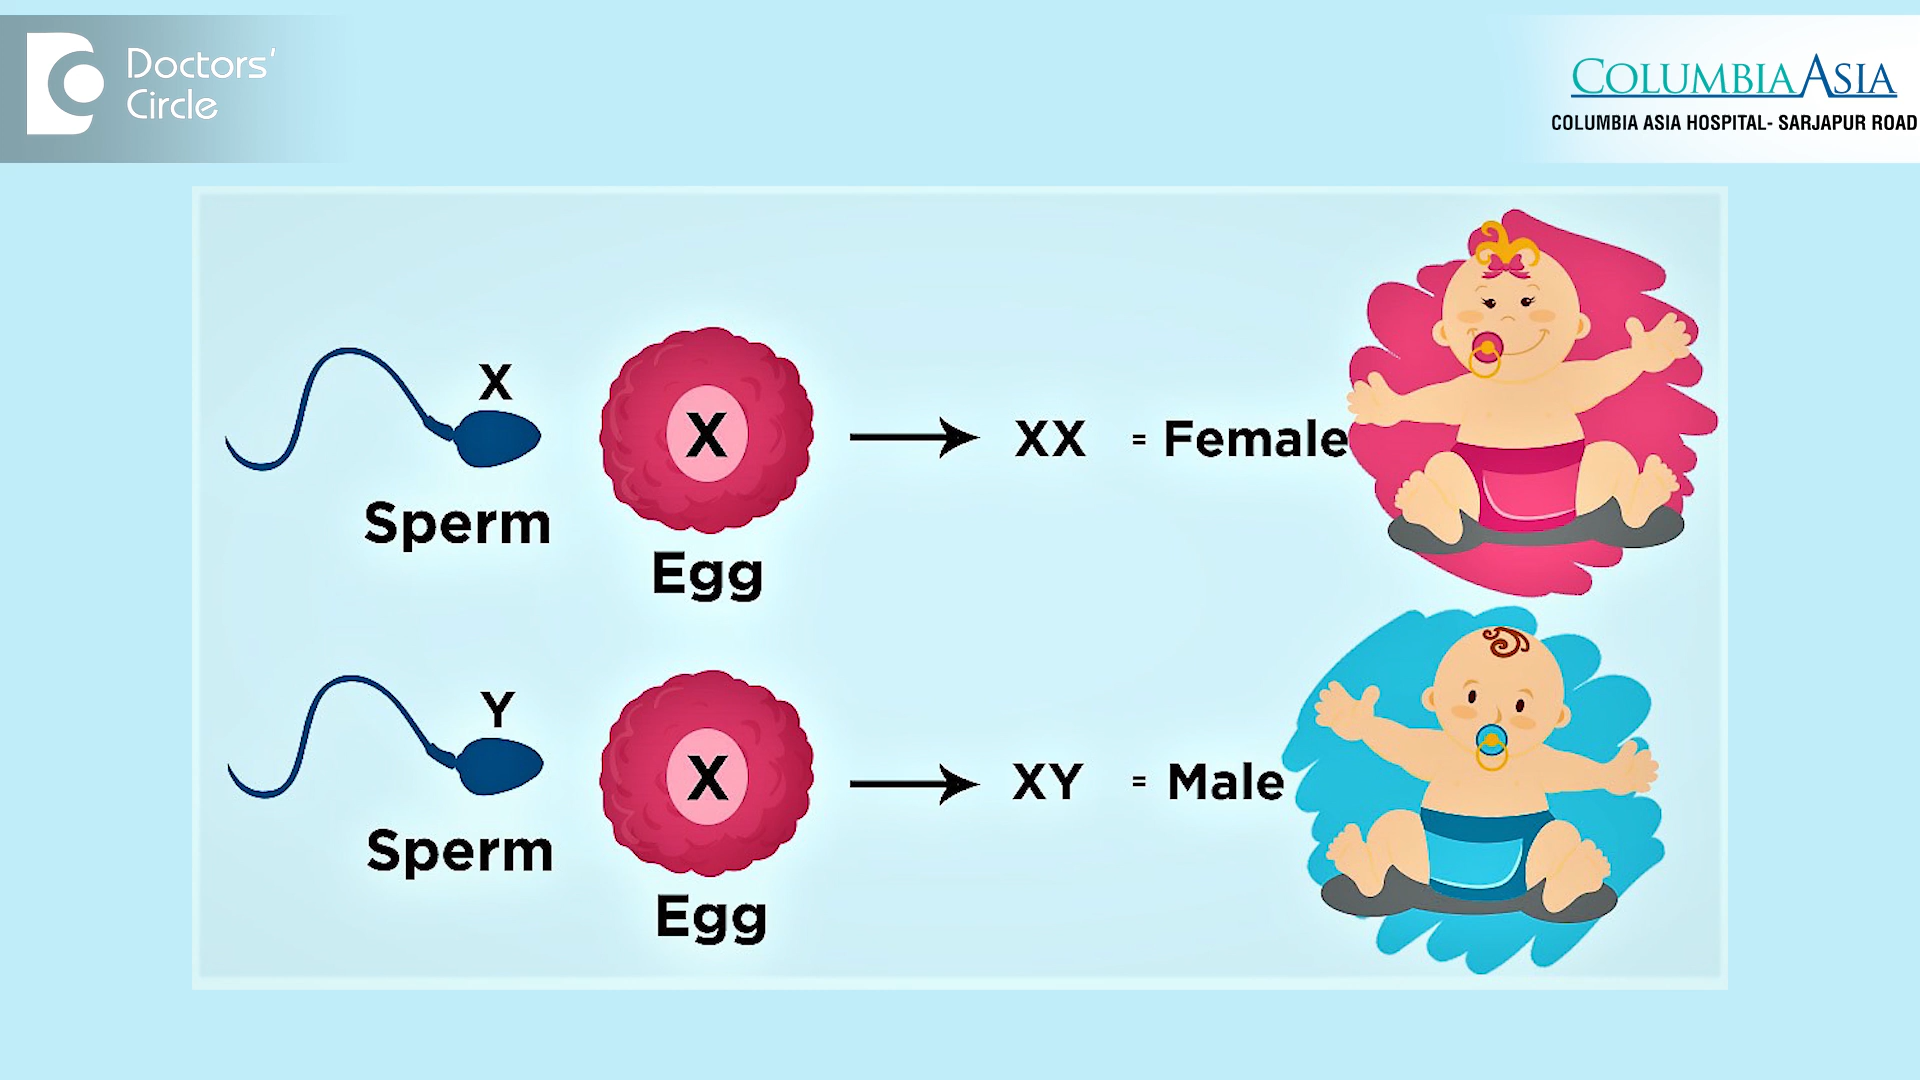 Doctors'
Circle
COLUMBIA ASIA
COLUMBIA ASIA HOSPITAL- SARJAPUR ROAD
X
X
XX = Female
Sperm
Egg
Y
X
XY = Male
Sperm
Egg